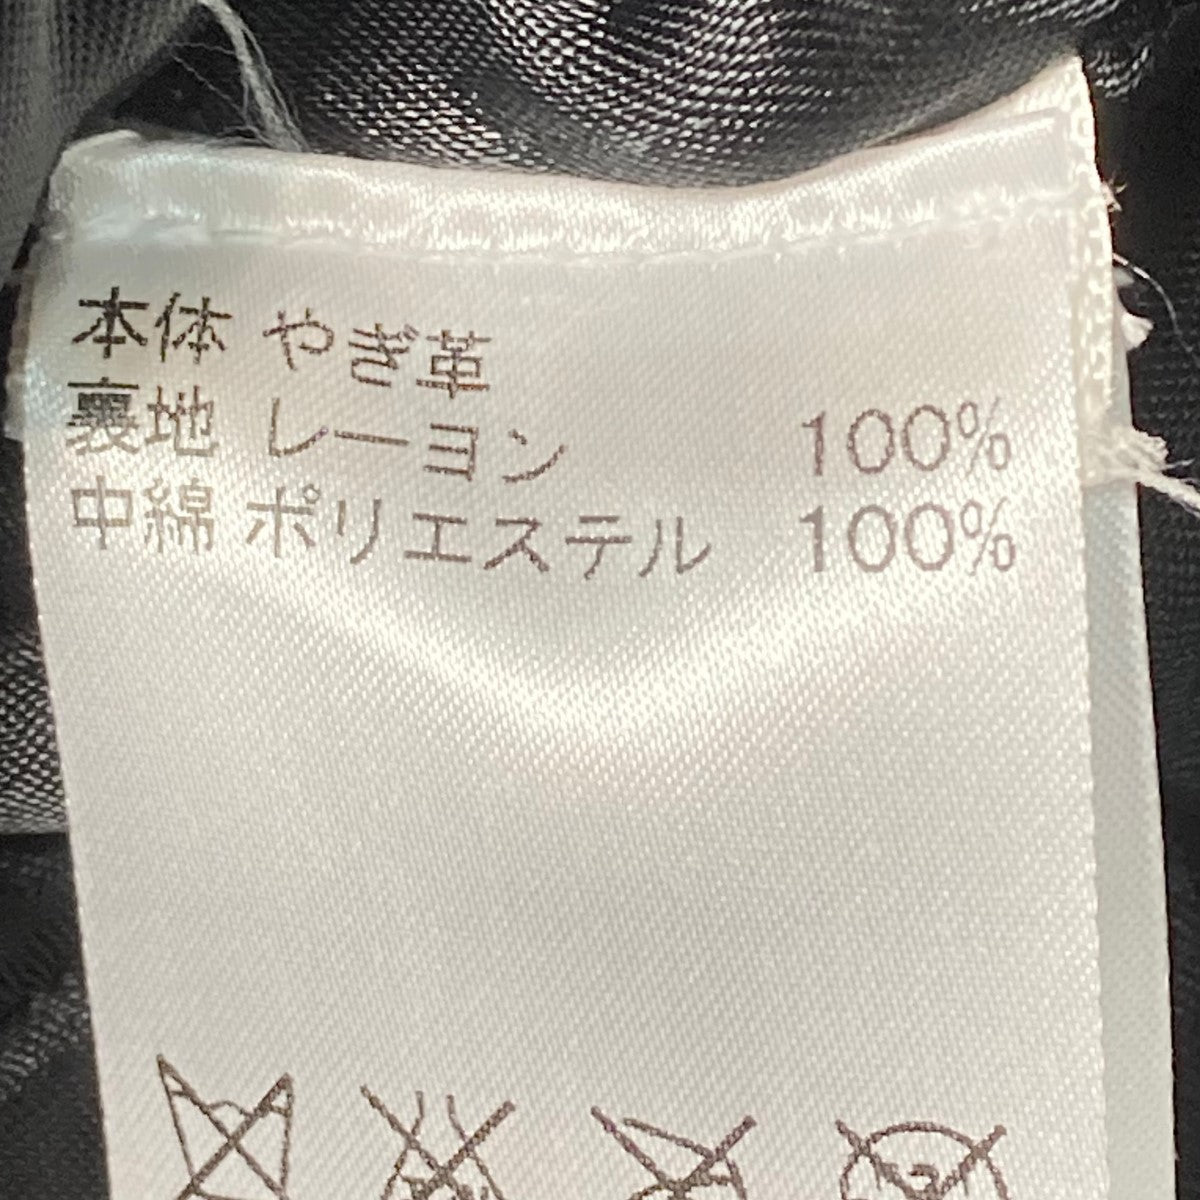 本体 やぎ革
裏地 レーヨン 100%
中綿 ポリエステル 100%